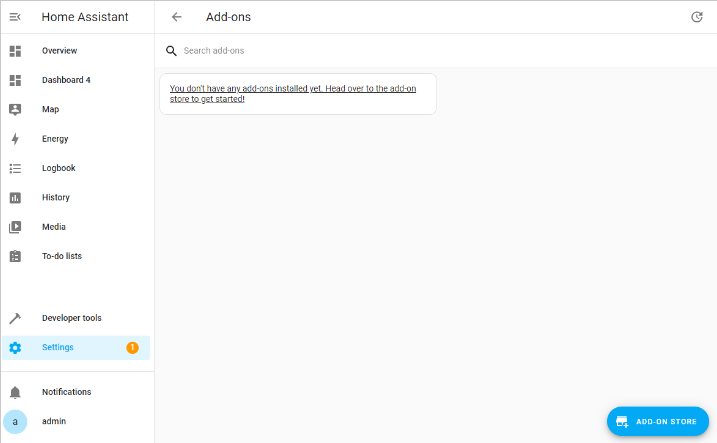 Home Assistant
Add-ons
Overview
Dashboard 4
Map
Energy
Logbook
History
Media
To-do lists
Developer tools
Settings
1
Notifications
a
admin
Search add-ons
You don't have any add-ons installed yet. Head over to the add-on
store to get started!
ADD-ON STORE